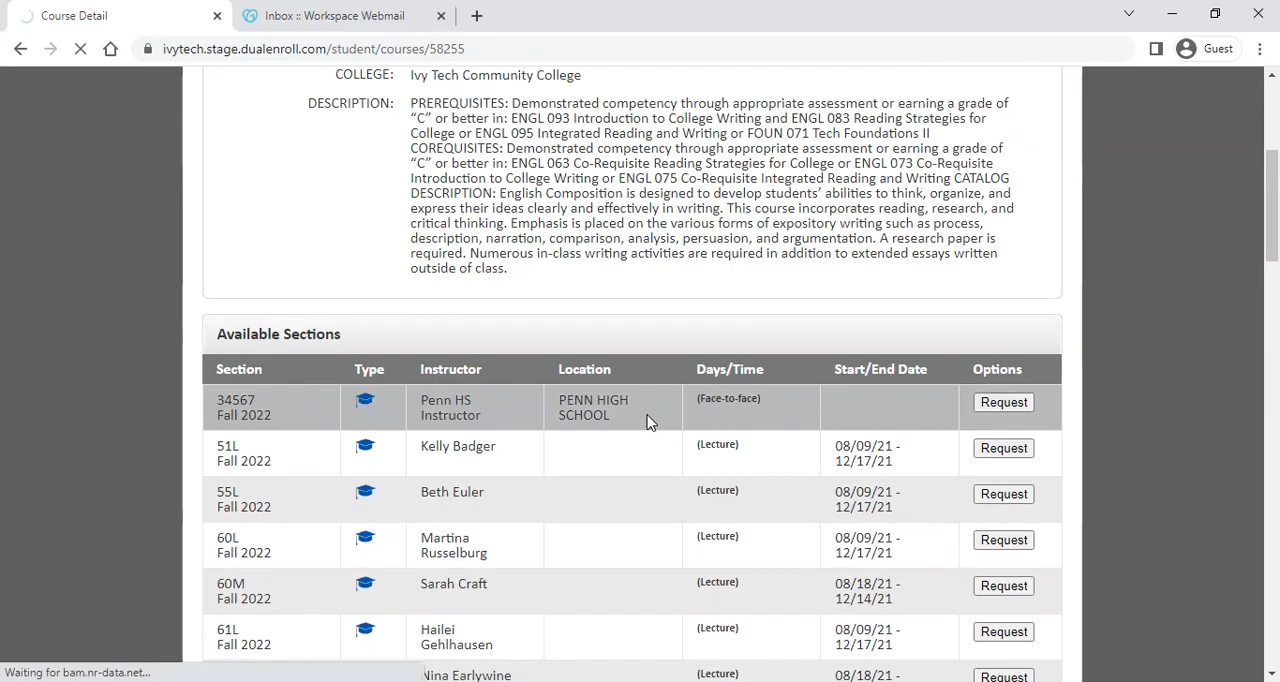 Course Detail
Inbox :: Workspace Webmail
ivytech.stage.dualenroll.com/student/courses/58255
Guest
COLLEGE: Ivy Tech Community College
DESCRIPTION: PREREQUISITES: Demonstrated competency through appropriate assessment or earning a grade of
“C” or better in: ENGL 093 Introduction to College Writing and ENGL 083 Reading Strategies for
College or ENGL 095 Integrated Reading and Writing or FOUN 071 Tech Foundations II
COREQUISITES: Demonstrated competency through appropriate assessment or earning a grade of
“C” or better in: ENGL 063 Co-Requisite Reading Strategies for College or ENGL 073 Co-Requisite
Introduction to College Writing or ENGL 075 Co-Requisite Integrated Reading and Writing CATALOG
DESCRIPTION: English Composition is designed to develop students’ abilities to think, organize, and
express their ideas clearly and effectively in writing. This course incorporates reading, research, and
critical thinking. Emphasis is placed on the various forms of expository writing such as process,
description, narration, comparison, analysis, persuasion, and argumentation. A research paper is
required. Numerous in-class writing activities are required in addition to extended essays written
outside of class.
Available Sections
Section Type Instructor Location Days/Time Start/End Date Options
34567 Penn HS PENN HIGH (Face-to-face) Request
Fall 2022 Instructor SCHOOL
51L Kelly Badger (Lecture) 08/09/21 - Request
Fall 2022 12/17/21
55L Beth Euler (Lecture) 08/09/21 - Request
Fall 2022 12/17/21
60L Martina (Lecture) 08/09/21 - Request
Fall 2022 Russelburg 12/17/21
60M Sarah Craft (Lecture) 08/18/21 - Request
Fall 2022 12/14/21
61L Hailei (Lecture) 08/09/21 - Request
Fall 2022 Gehlhausen 12/17/21
Nina Earlywine (Lecture) 08/18/21 - Request
Waiting for bam.nr-data.net...